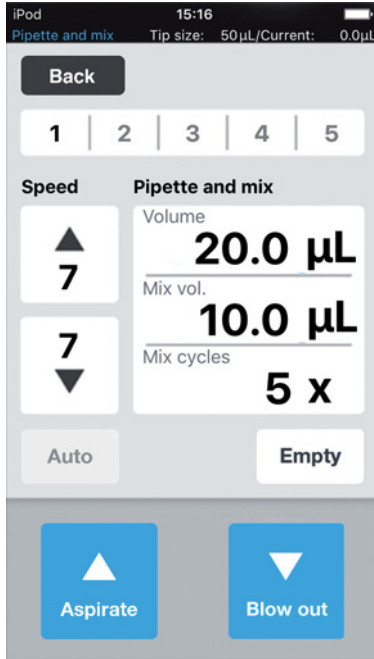 iPod 15:16
Pipette and mix Tip size: 50µL/Current: 0.0µL
Back
1 2 3 4 5
Speed Pipette and mix
Volume
20.0 µL
7
Mix vol.
10.0 µL
7
Mix cycles
5 x
Auto Empty
Aspirate Blow out